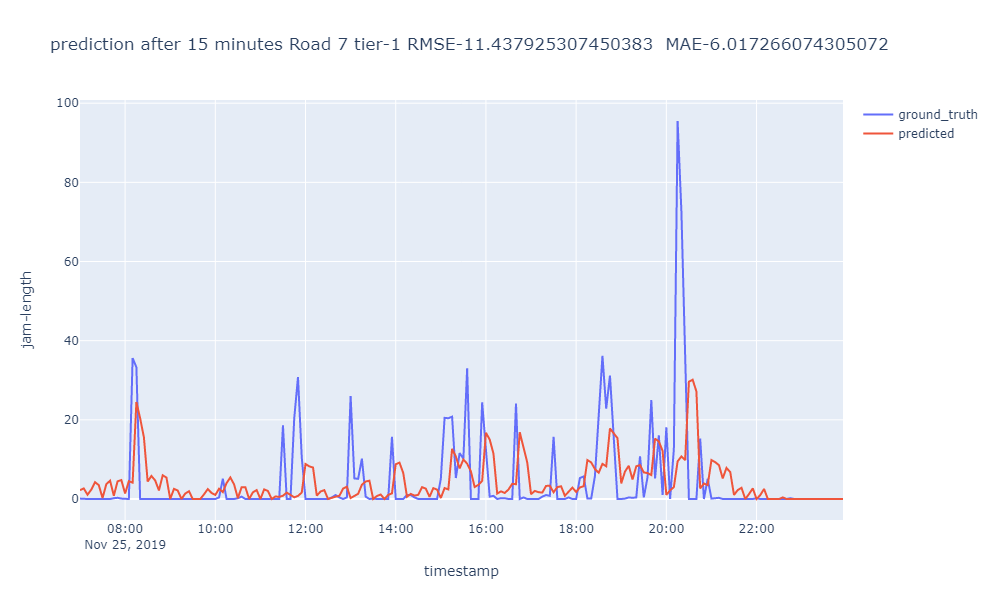 prediction after 15 minutes Road 7 tier-1 RMSE-11.437925307450383  MAE-6.017266074305072
ground_truth
predicted
jam-length
100
80
60
40
20
0
08:00 10:00 12:00 14:00 16:00 18:00 20:00 22:00
Nov 25, 2019
timestamp